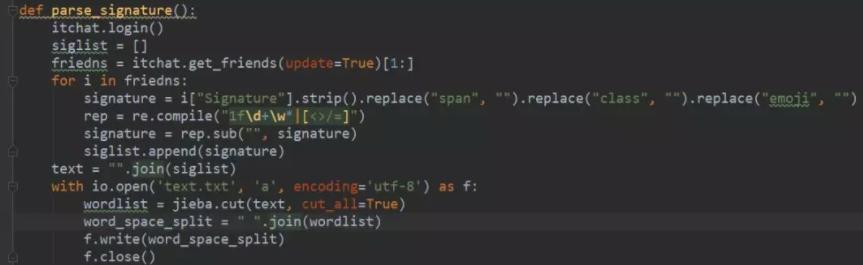 def parse_signature():
    itchat.login()
    siglist = []
    friedns = itchat.get_friends(update=True)[1:]
    for i in friedns:
        signature = i["Signature"].strip().replace("span", "").replace("class", "").replace("emoji", "")
        rep = re.compile("1f\d+\w*|[<>/=]")
        signature = rep.sub("", signature)
        siglist.append(signature)
    text = "".join(siglist)
    with io.open('text.txt', 'a', encoding='utf-8') as f:
        wordlist = jieba.cut(text, cut_all=True)
        word_space_split = " ".join(wordlist)
        f.write(word_space_split)
        f.close()